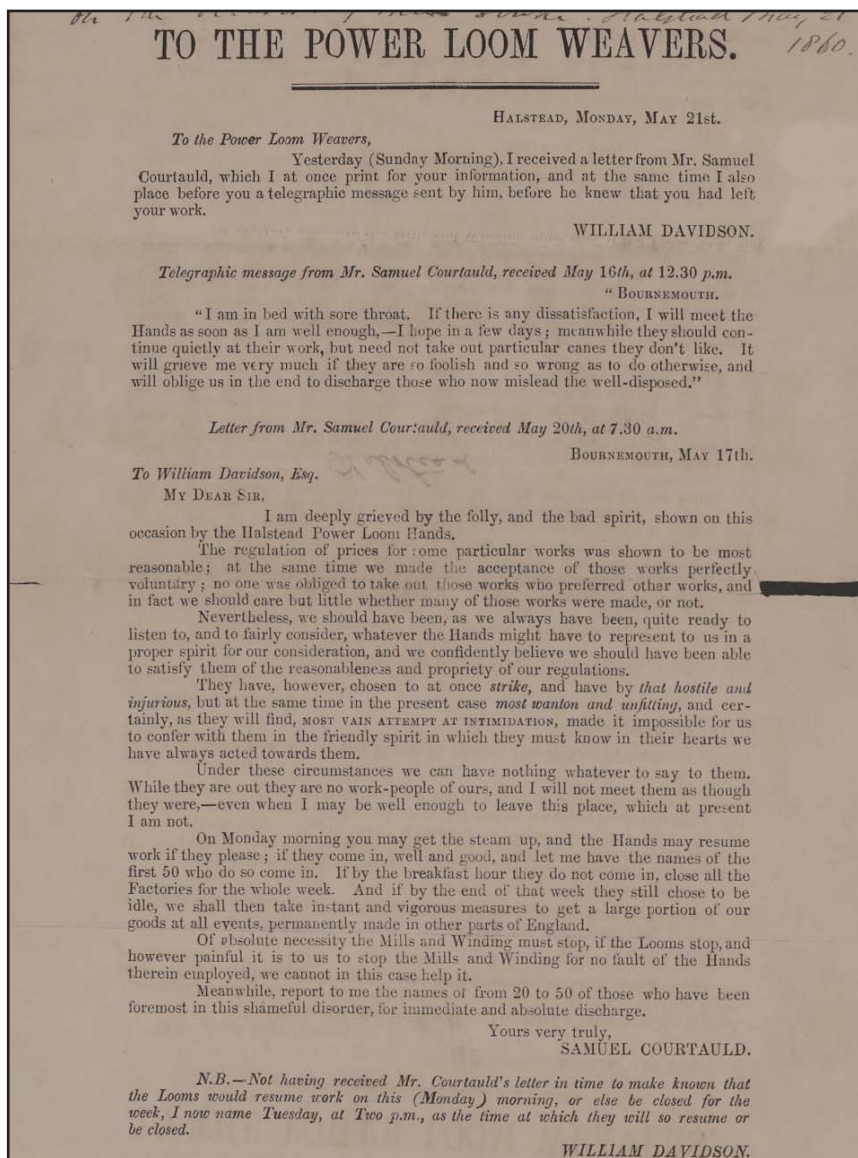 on the
Halstead May 21
1860.
TO THE POWER LOOM WEAVERS.
HALSTEAD, MONDAY, MAY 21st.
To the Power Loom Weavers,
Yesterday (Sunday Morning), I received a letter from Mr. Samuel
Courtauld, which I at once print for your information, and at the same time I also
place before you a telegraphic message sent by him, before he knew that you had left
your work.
WILLIAM DAVIDSON.
Telegraphic message from Mr. Samuel Courtauld, received May 16th, at 12.30 p.m.
"BOURNEMOUTH.
"I am in bed with sore throat. If there is any dissatisfaction, I will meet the
Hands as soon as I am well enough,—I hope in a few days; meanwhile they should con-
tinue quietly at their work, but need not take out particular canes they don't like. It
will grieve me very much if they are so foolish and so wrong as to do otherwise, and
will oblige us in the end to discharge those who now mislead the well-disposed."
Letter from Mr. Samuel Courtauld, received May 20th, at 7.30 a.m.
BOURNEMOUTH, MAY 17th.
To William Davidson, Esq.
MY DEAR SIR,
I am deeply grieved by the folly, and the bad spirit, shown on this
occasion by the Halstead Power Loom Hands.
The regulation of prices for some particular works was shown to be most
reasonable; at the same time we made the acceptance of those works perfectly
voluntary; no one was obliged to take out those works who preferred other works, and
in fact we should care but little whether many of those works were made, or not.
Nevertheless, we should have been, as we always have been, quite ready to
listen to, and to fairly consider, whatever the Hands might have to represent to us in a
proper spirit for our consideration, and we confidently believe we should have been able
to satisfy them of the reasonableness and propriety of our regulations.
They have, however, chosen to at once strike, and have by that hostile and
injurious, but at the same time in the present case most wanton and unfitting, and cer-
tainly, as they will find, MOST VAIN ATTEMPT AT INTIMIDATION, made it impossible for us
to confer with them in the friendly spirit in which they must know in their hearts we
have always acted towards them.
Under these circumstances we can have nothing whatever to say to them.
While they are out they are no work-people of ours, and I will not meet them as though
they were,—even when I may be well enough to leave this place, which at present
I am not.
On Monday morning you may get the steam up, and the Hands may resume
work if they please; if they come in, well and good, and let me have the names of the
first 50 who do so come in. If by the breakfast hour they do not come in, close all the
Factories for the whole week. And if by the end of that week they still chose to be
idle, we shall then take instant and vigorous measures to get a large portion of our
goods at all events, permanently made in other parts of England.
Of absolute necessity the Mills and Winding must stop, if the Looms stop, and
however painful it is to us to stop the Mills and Winding for no fault of the Hands
therein employed, we cannot in this case help it.
Meanwhile, report to me the names of from 20 to 50 of those who have been
foremost in this shameful disorder, for immediate and absolute discharge.
Yours very truly,
SAMUEL COURTAULD.
N.B.—Not having received Mr. Courtauld's letter in time to make known that
the Looms would resume work on this (Monday) morning, or else be closed for the
week, I now name Tuesday, at Two p.m., as the time at which they will so resume or
be closed.
WILLIAM DAVIDSON.